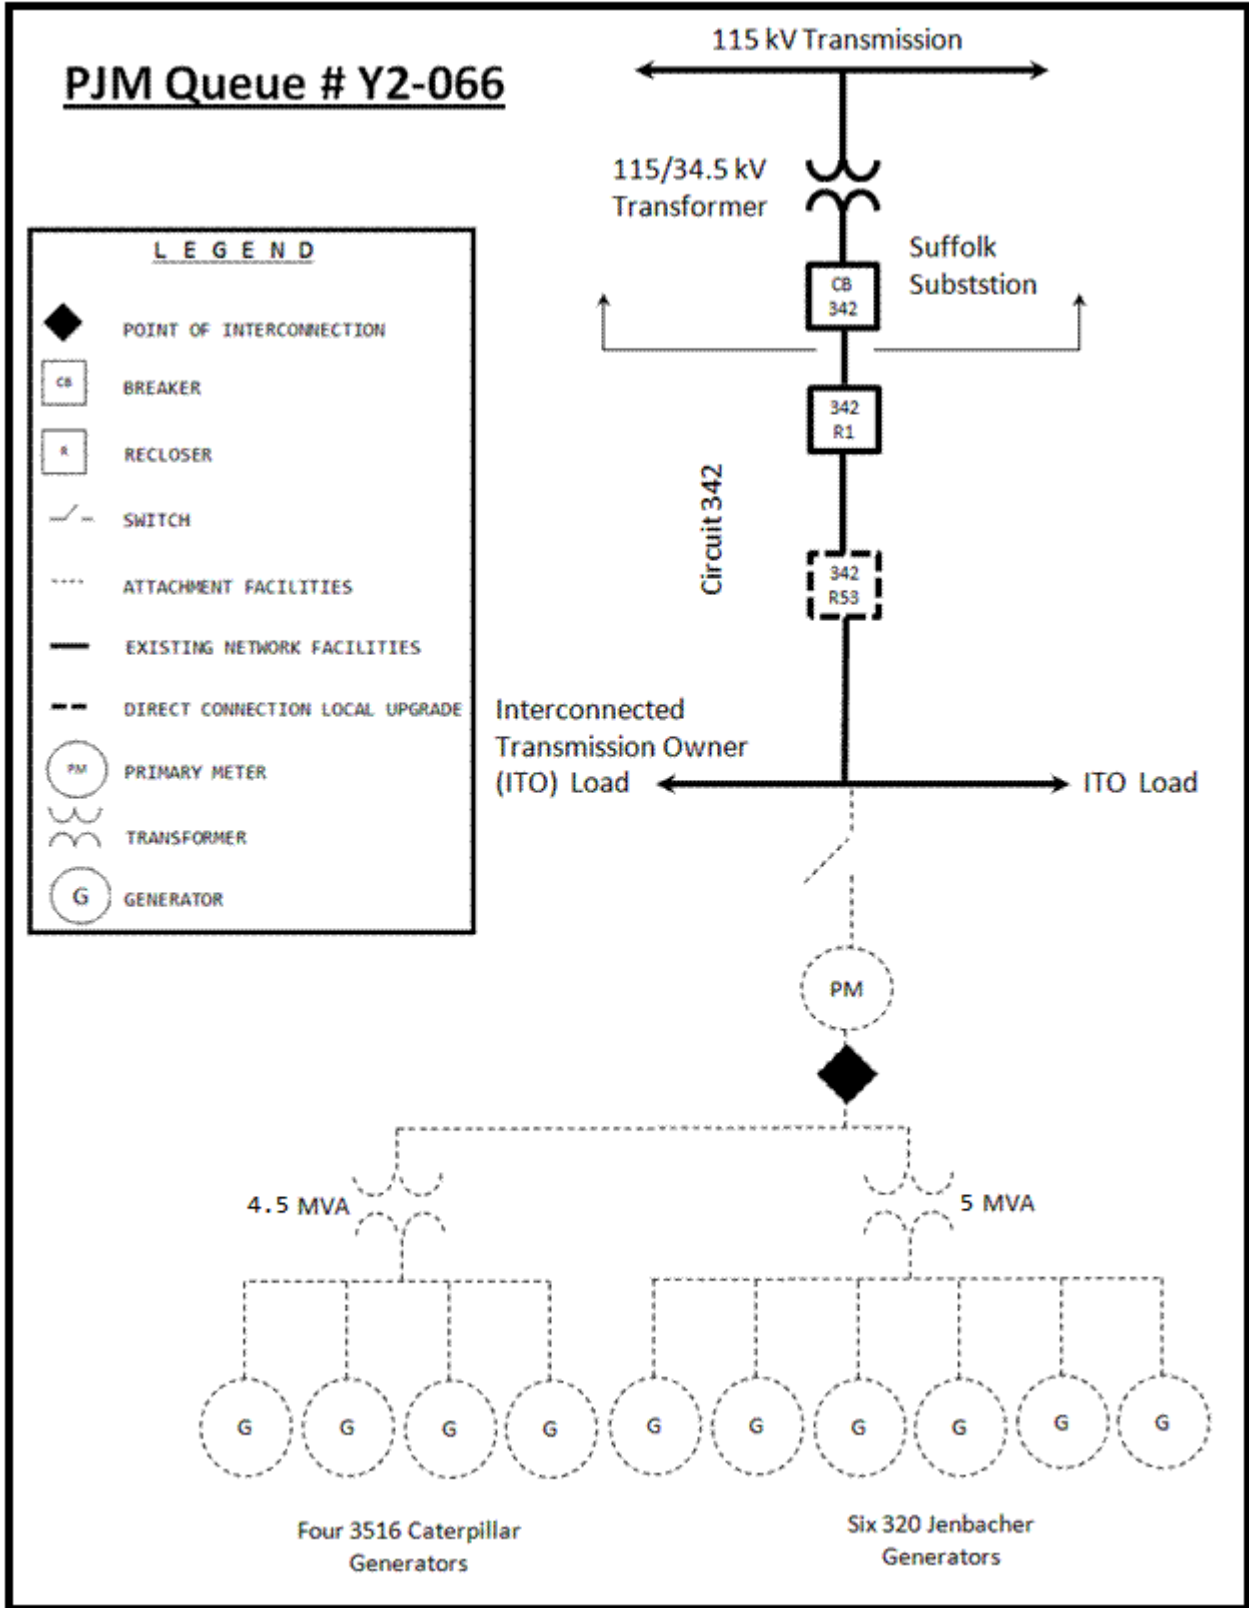 PJM Queue # Y2-066
115 kV Transmission
115/34.5 kV
Transformer
Suffolk
Subststion
CB
342
342
R1
Circuit 342
342
R53
Interconnected
Transmission Owner
(ITO) Load
ITO Load
LEGEND
POINT OF INTERCONNECTION
CB
BREAKER
R
RECLOSER
SWITCH
ATTACHMENT FACILITIES
EXISTING NETWORK FACILITIES
DIRECT CONNECTION LOCAL UPGRADE
PM
PRIMARY METER
TRANSFORMER
G
GENERATOR
PM
4.5 MVA
5 MVA
G G G G G G G G G G
Four 3516 Caterpillar
Generators
Six 320 Jenbacher
Generators